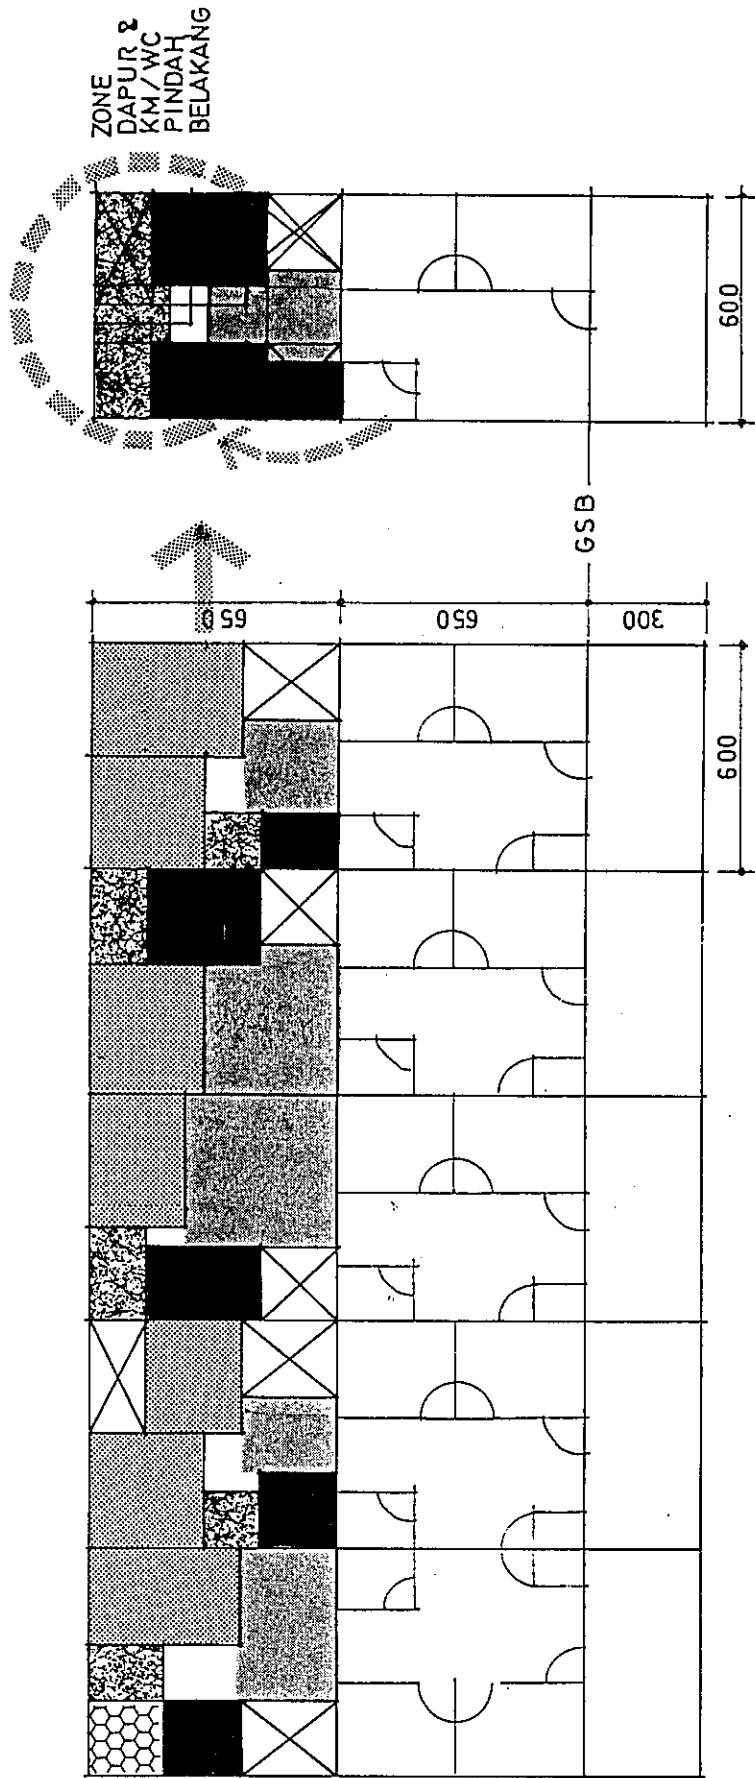 ZONE
DAPUR &
KM/WC
PINDAH
BELAKANG
600
GSB
650
650
300
600